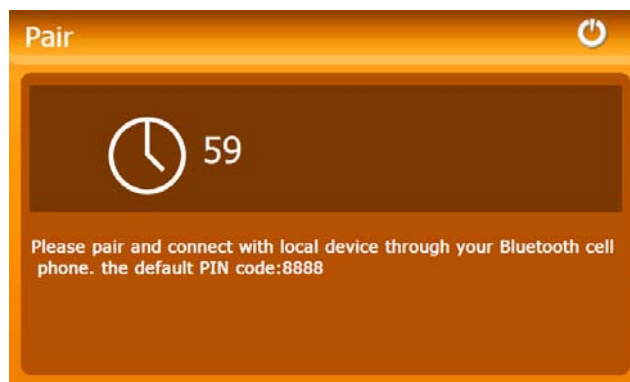 Pair
59
Please pair and connect with local device through your Bluetooth cell
phone. the default PIN code:8888